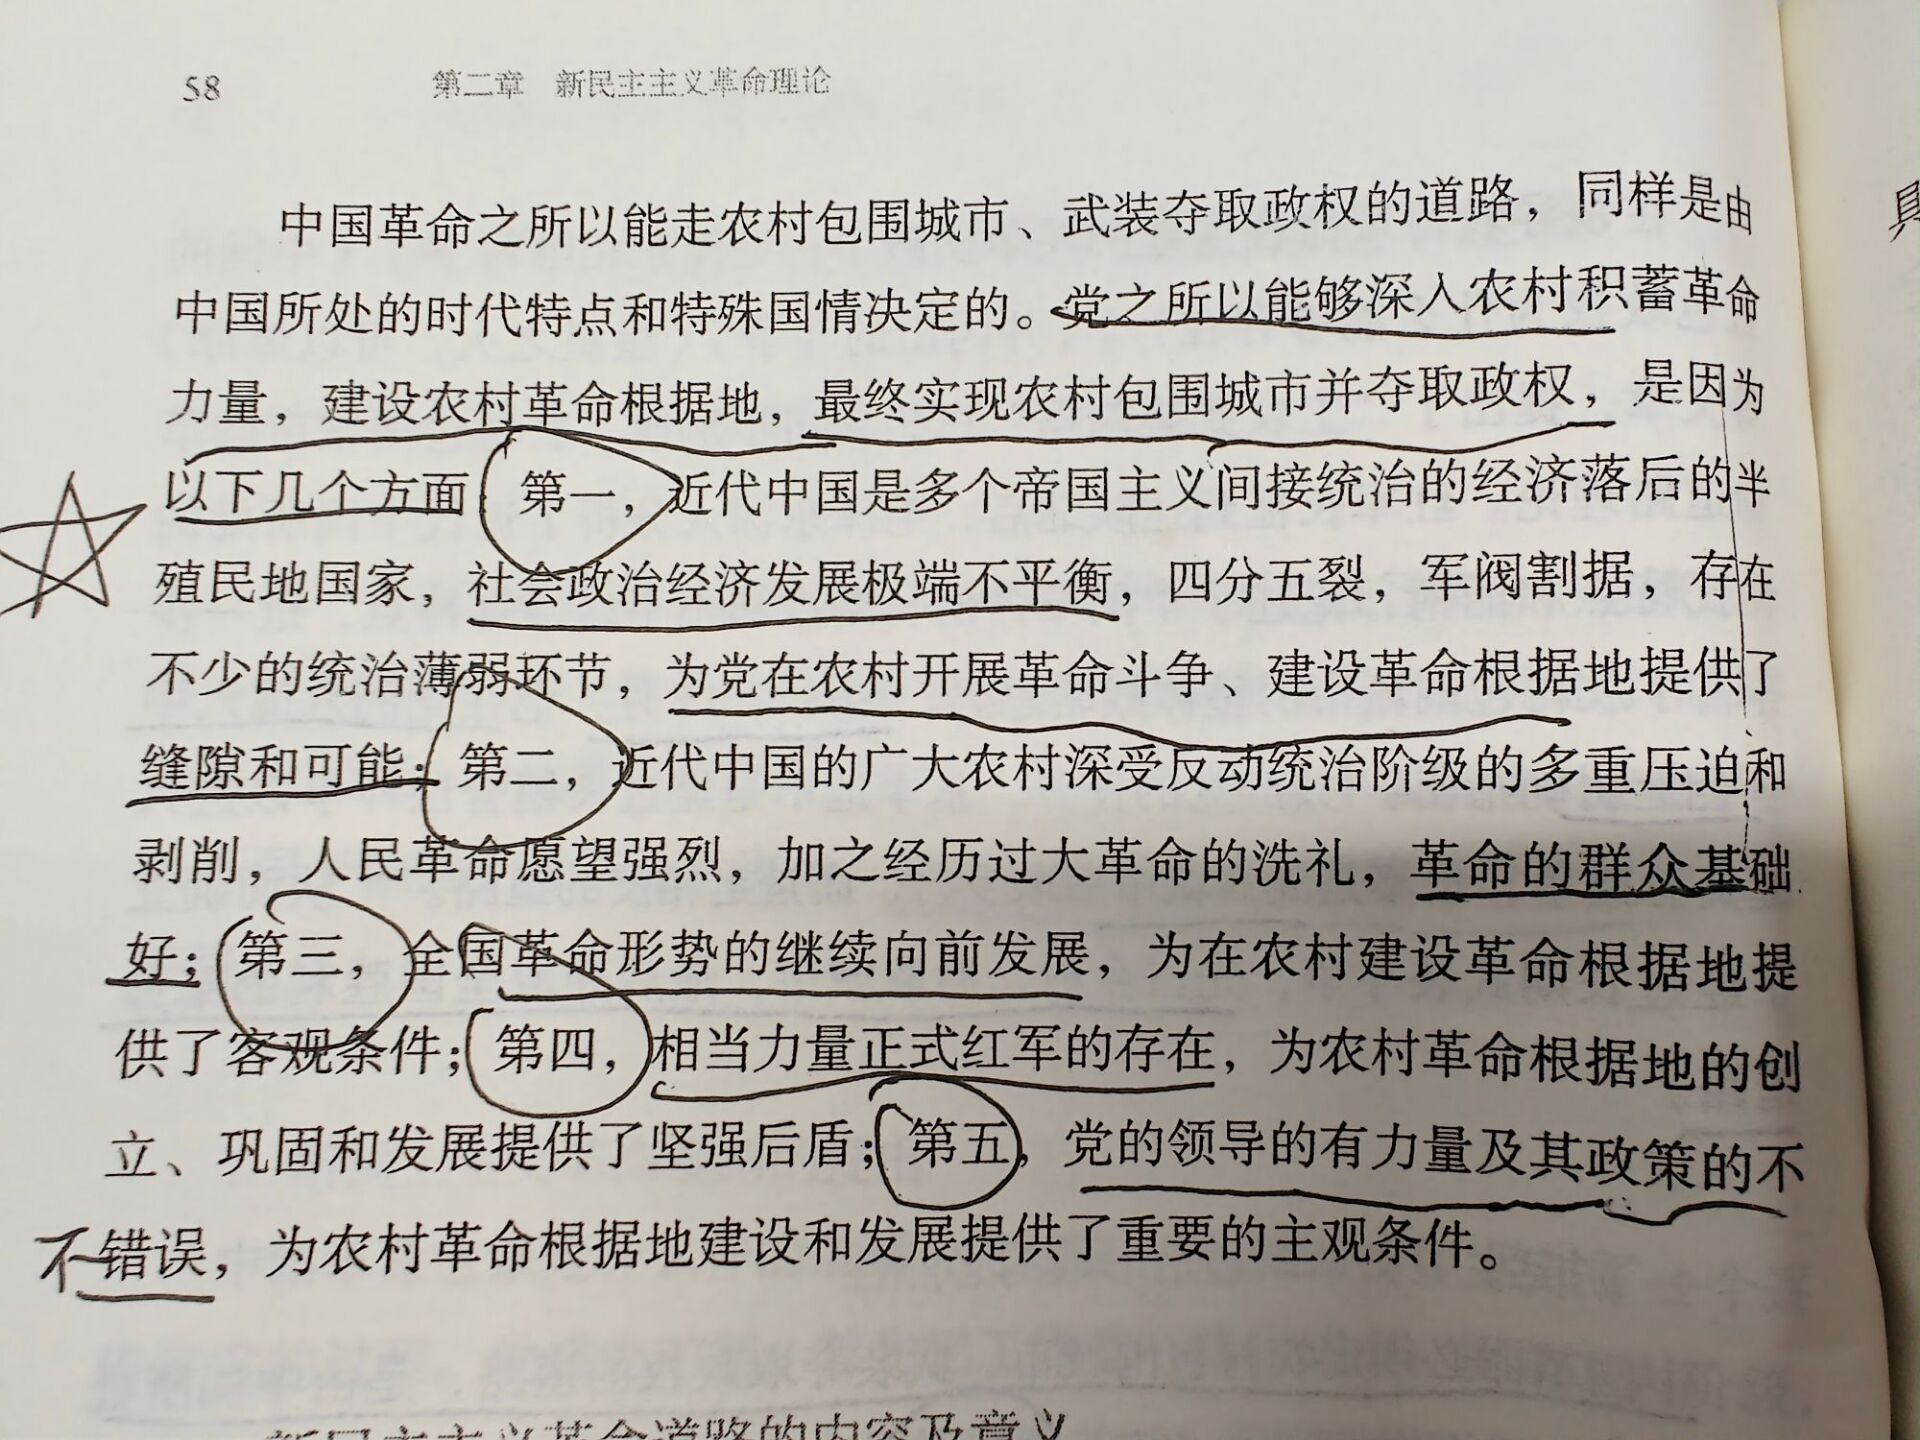 58
第二章 新民主主义革命理论
中国革命之所以能走农村包围城市、武装夺取政权的道路，同样是由
中国所处的时代特点和特殊国情决定的。党之所以能够深入农村积蓄革命
力量，建设农村革命根据地，最终实现农村包围城市并夺取政权，是因为
以下几个方面：第一，近代中国是多个帝国主义间接统治的经济落后的半
殖民地国家，社会政治经济发展极端不平衡，四分五裂，军阀割据，存在
不少的统治薄弱环节，为党在农村开展革命斗争、建设革命根据地提供了
缝隙和可能；第二，近代中国的广大农村深受反动统治阶级的多重压迫和
剥削，人民革命愿望强烈，加之经历过大革命的洗礼，革命的群众基础
好；第三，全国革命形势的继续向前发展，为在农村建设革命根据地提
供了客观条件；第四，相当力量正式红军的存在，为农村革命根据地的创
立、巩固和发展提供了坚强后盾；第五，党的领导的有力量及其政策的不
不错误，为农村革命根据地建设和发展提供了重要的主观条件。
新民主主义革命道路的内容及意义